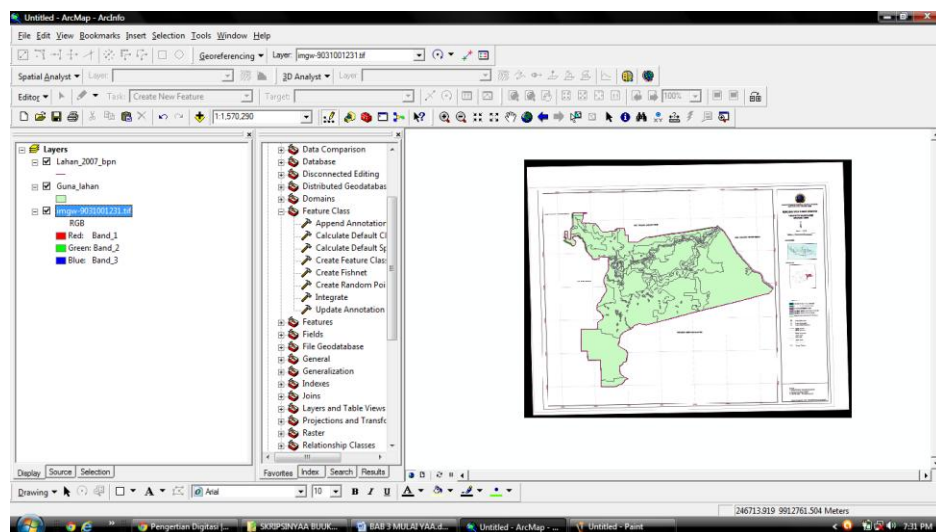 Untitled - ArcMap - ArcInfo
File Edit View Bookmarks Insert Selection Tools Window Help
Georeferencing Layer: imgw-9031001231.tif
Spatial Analyst Layer: 3D Analyst Layer:
Editor Task: Create New Feature Target: 100%
1:1,570,290
Layers
Lahan_2007_bpn
Guna_lahan
imgw-9031001231.tif
RGB
Red: Band_1
Green: Band_2
Blue: Band_3
Data Comparison
Database
Disconnected Editing
Distributed Geodatabas
Domains
Feature Class
Append Annotation
Calculate Default Cl
Calculate Default Sp
Create Feature Clas
Create Fishnet
Create Random Poi
Integrate
Update Annotation
Features
Fields
File Geodatabase
General
Generalization
Indexes
Joins
Layers and Table Views
Projections and Transfo
Raster
Relationship Classes
Display Source Selection
Favorites Index Search Results
Drawing A Arial 10 B I U A
246713.919 9912761.504 Meters
Pengertian Digitasi |... SKRIPSINYAA BUUK... BAB 3 MULAI YAA.d... Untitled - ArcMap - ... Untitled - Paint 7:31 PM